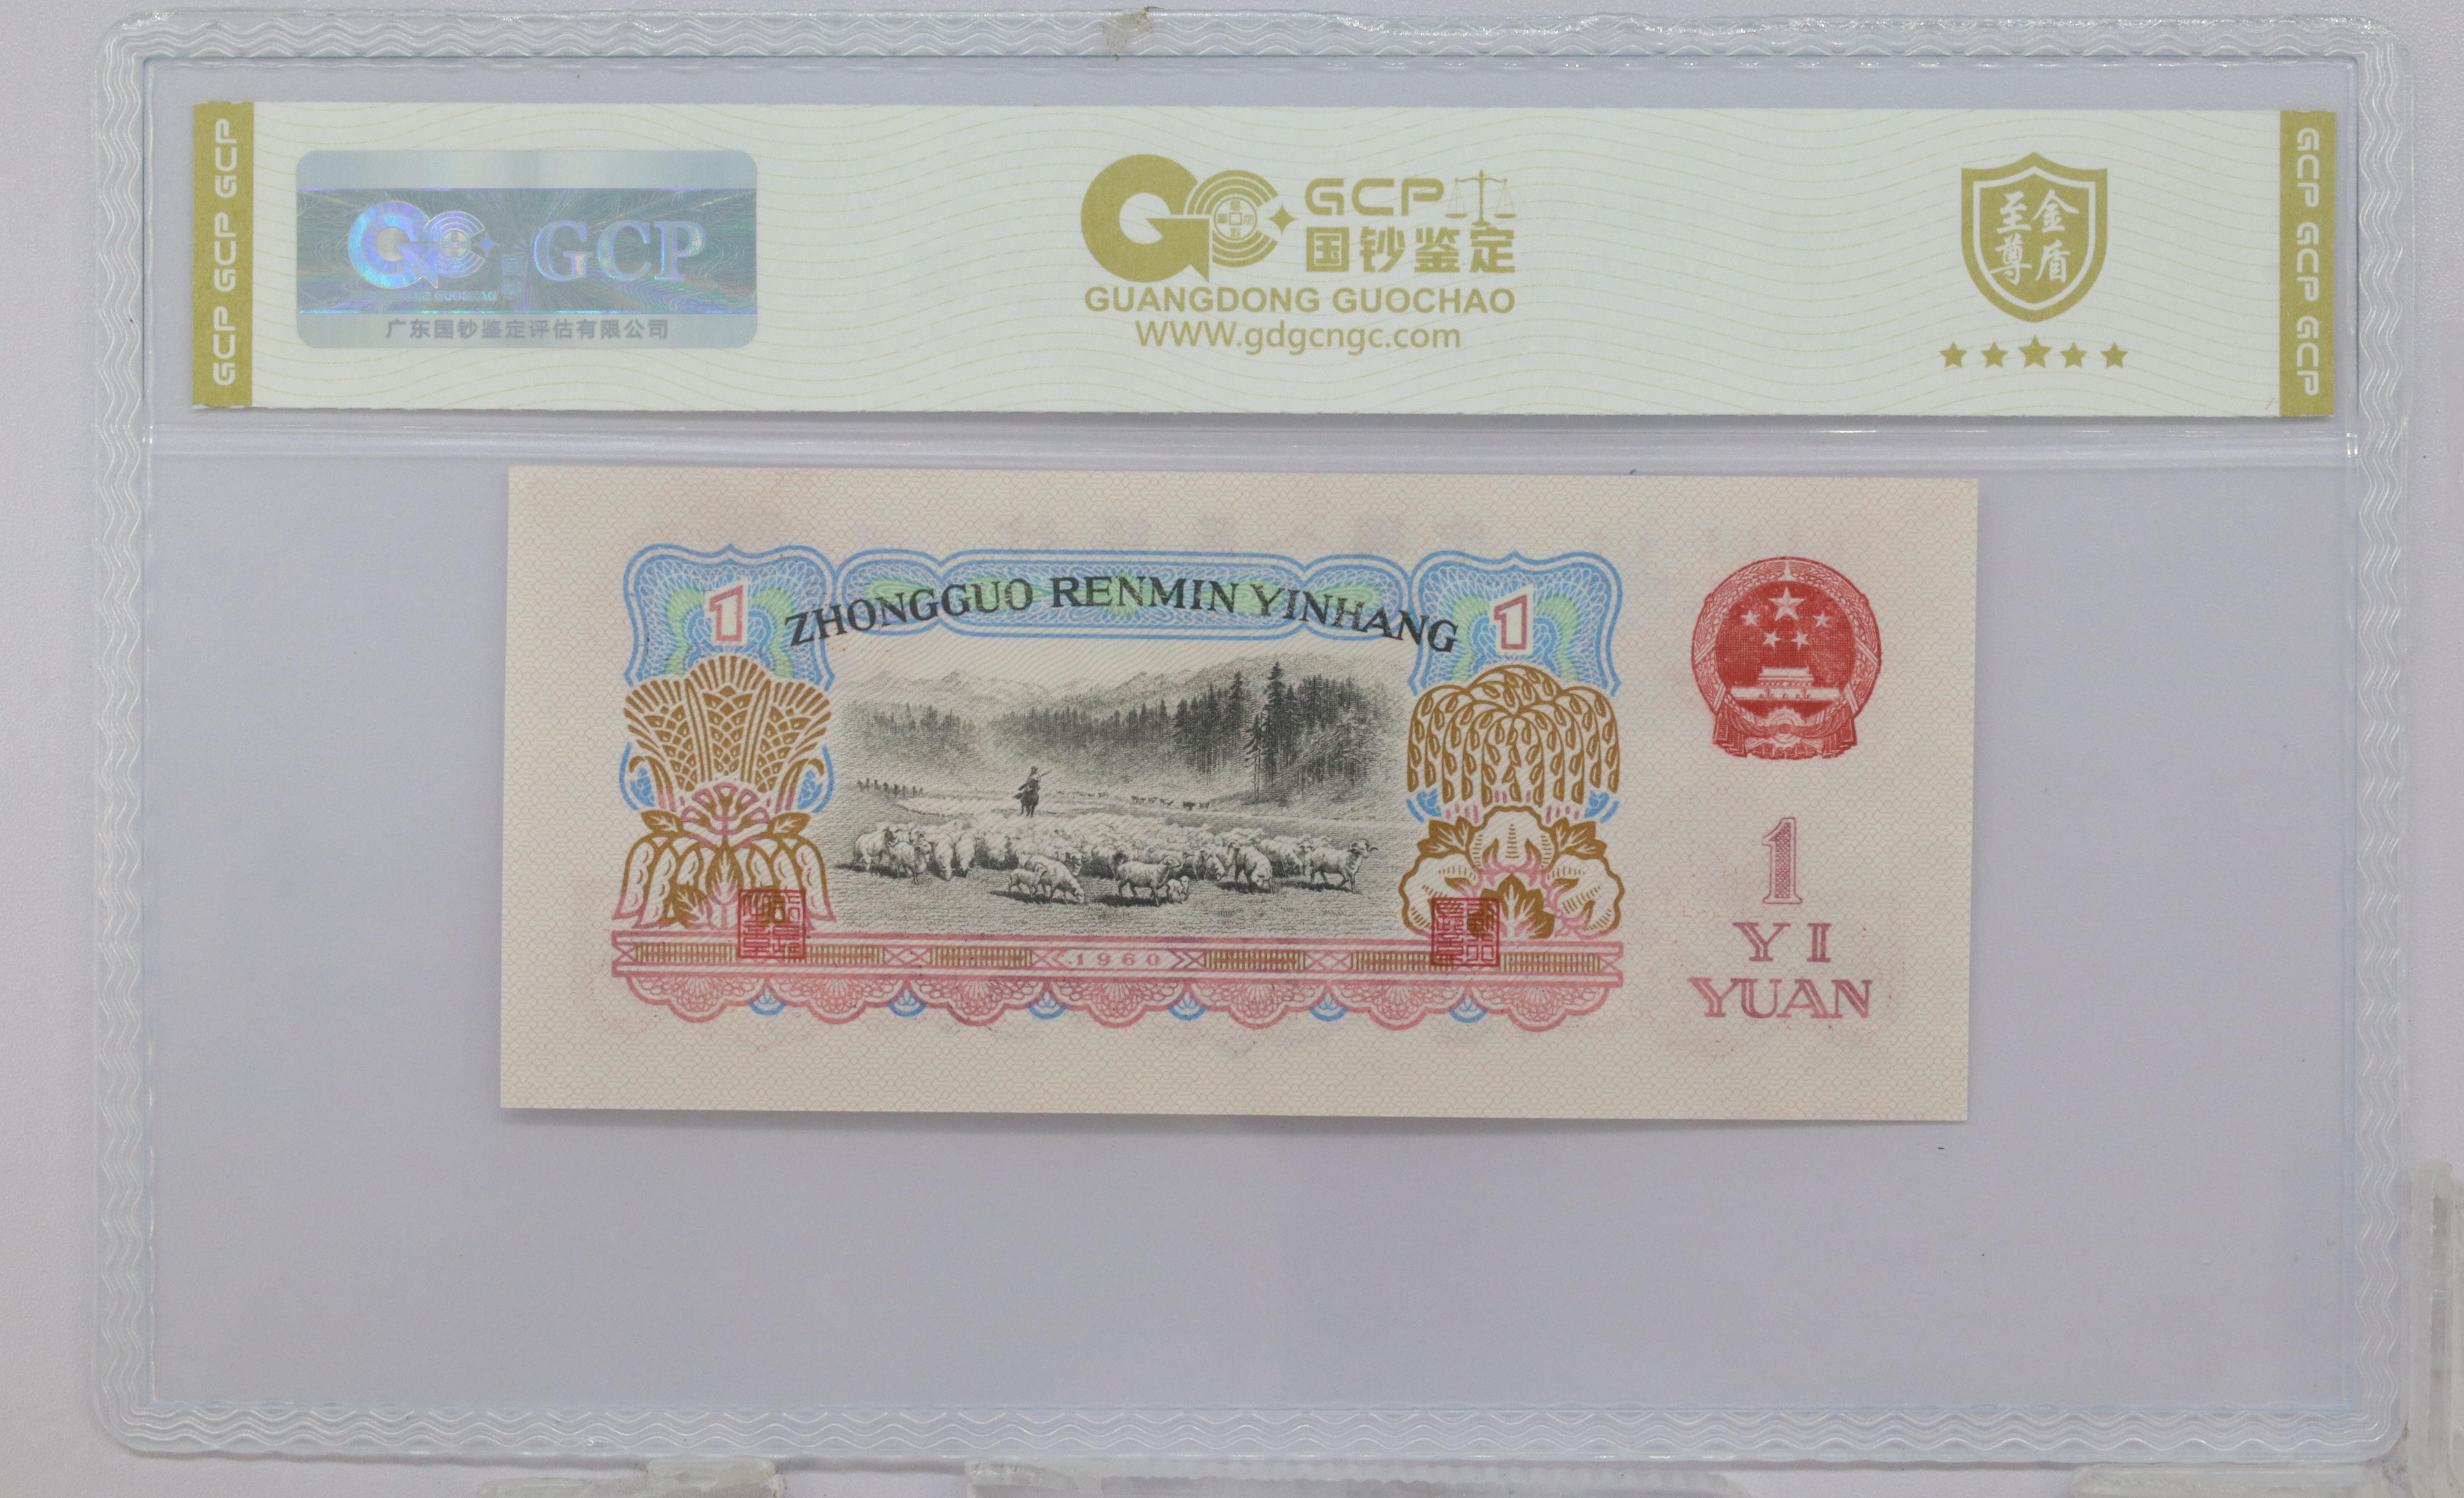 GCP GCP GCP
GCP
GUOCHAO
广东国钞鉴定评估有限公司
GCP
国钞鉴定
GUANGDONG GUOCHAO
WWW.gdgcngc.com
至尊
金盾
GCP GCP GCP
1
ZHONGGUO RENMIN YINHANG
1
1960
1
YI
YUAN